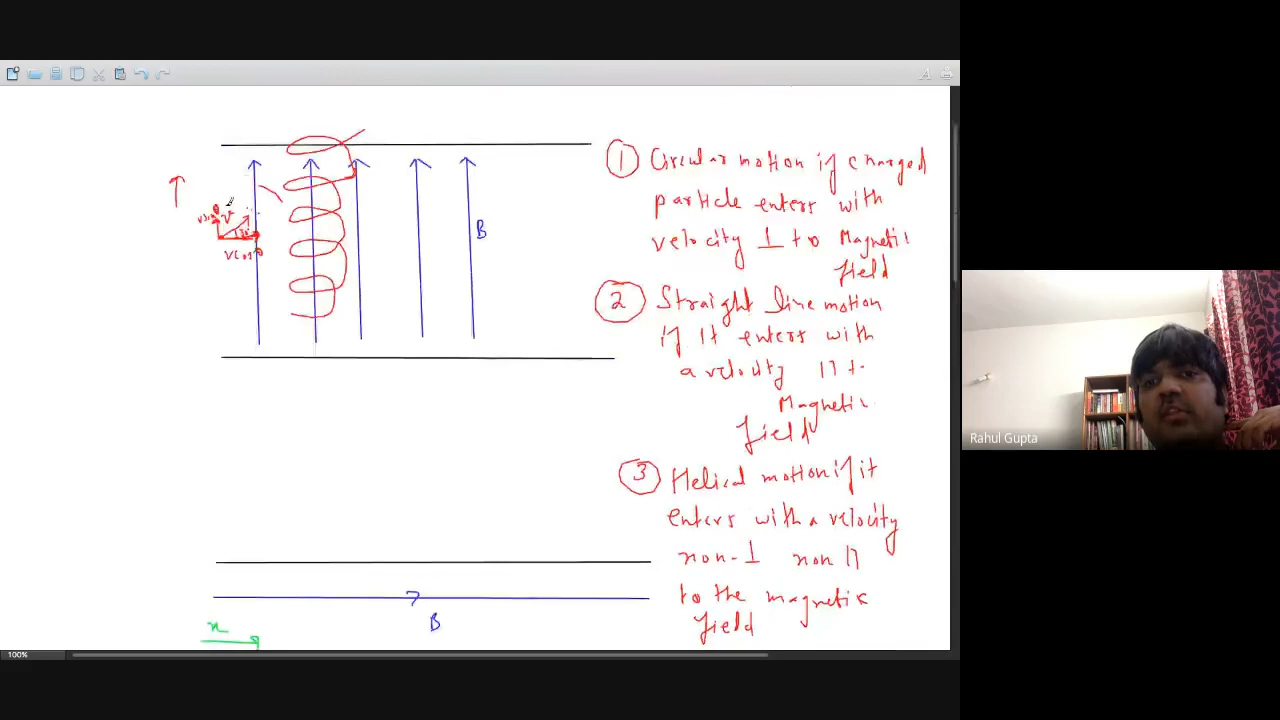 ① Circular motion if charged
particle enters with
velocity ⊥ to Magnetic
field
② Straight line motion
if it enters with
a velocity || to
Magnetic
field
③ Helical motion if it
enters with a velocity
non-⊥ non ||
to the magnetic
field
B
v
B
x
Rahul Gupta
100%